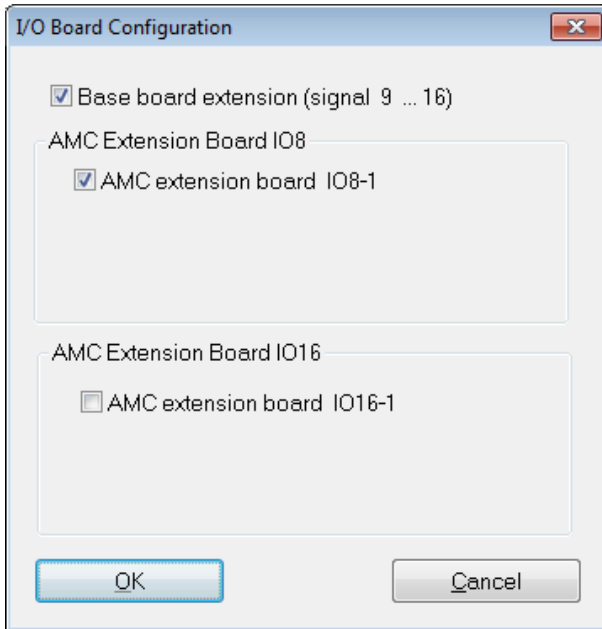 I/O Board Configuration
Base board extension (signal 9 ... 16)
AMC Extension Board IO8
AMC extension board IO8-1
AMC Extension Board IO16
AMC extension board IO16-1
OK
Cancel